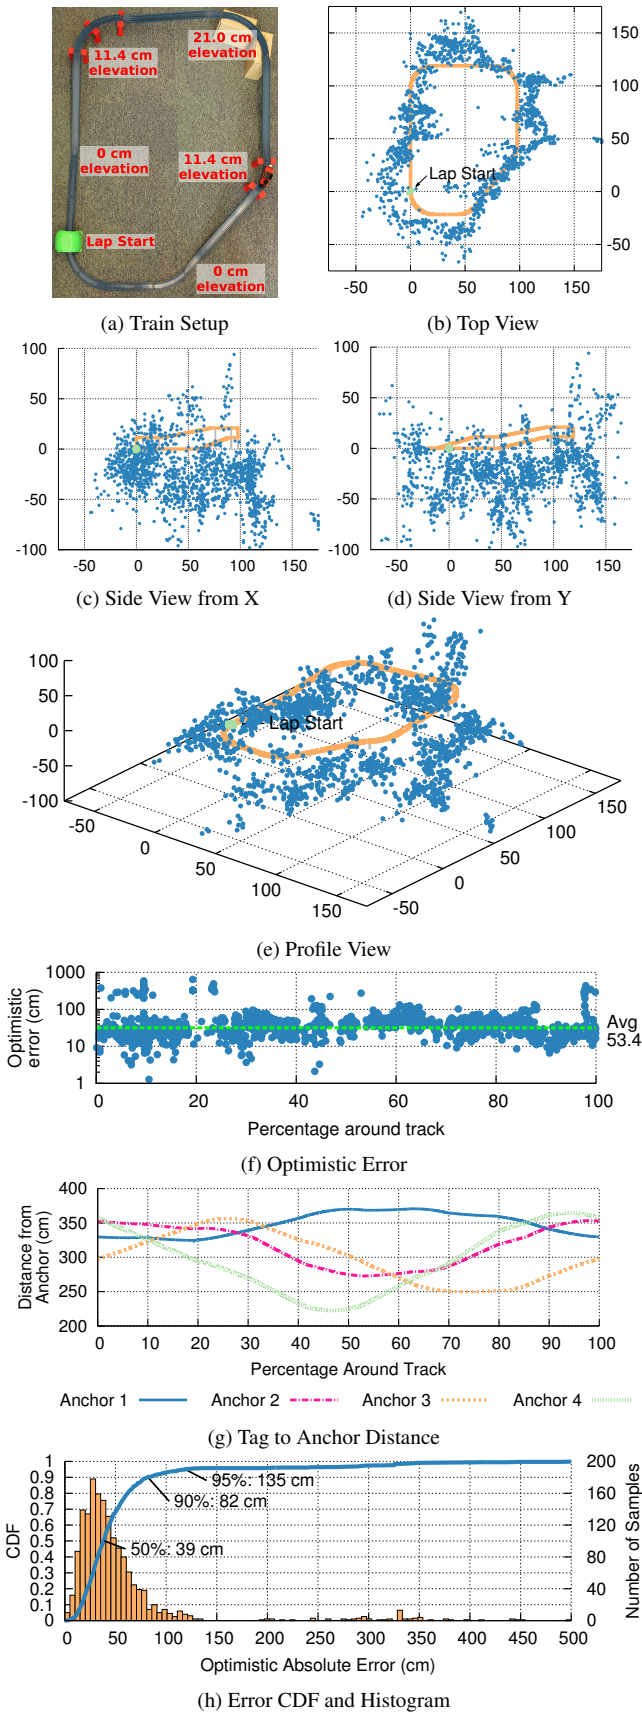 11.4 cm
elevation
21.0 cm
elevation
0 cm
elevation
11.4 cm
elevation
Lap Start
0 cm
elevation
(a) Train Setup
175
150
100
50
0
-50
Lap Start
-50 0 50 100 150
(b) Top View
100
50
0
-50
-100
-50 0 50 100 150
(c) Side View from X
100
50
0
-50
-100
-50 0 50 100 150
(d) Side View from Y
100
50
0
-50
-100
Lap Start
-50 0 50 100 150
-50 0 50 100 150
(e) Profile View
1000
100
10
1
Optimistic
error (cm)
Avg
53.4
0 20 40 60 80 100
Percentage around track
(f) Optimistic Error
400
350
300
250
200
Distance from
Anchor (cm)
0 10 20 30 40 50 60 70 80 90 100
Percentage Around Track
Anchor 1 Anchor 2 Anchor 3 Anchor 4
(g) Tag to Anchor Distance
1
0.9
0.8
0.7
0.6
0.5
0.4
0.3
0.2
0.1
0
CDF
95%: 135 cm
90%: 82 cm
50%: 39 cm
200
160
120
80
40
0
Number of Samples
0 50 100 150 200 250 300 350 400 450 500
Optimistic Absolute Error (cm)
(h) Error CDF and Histogram